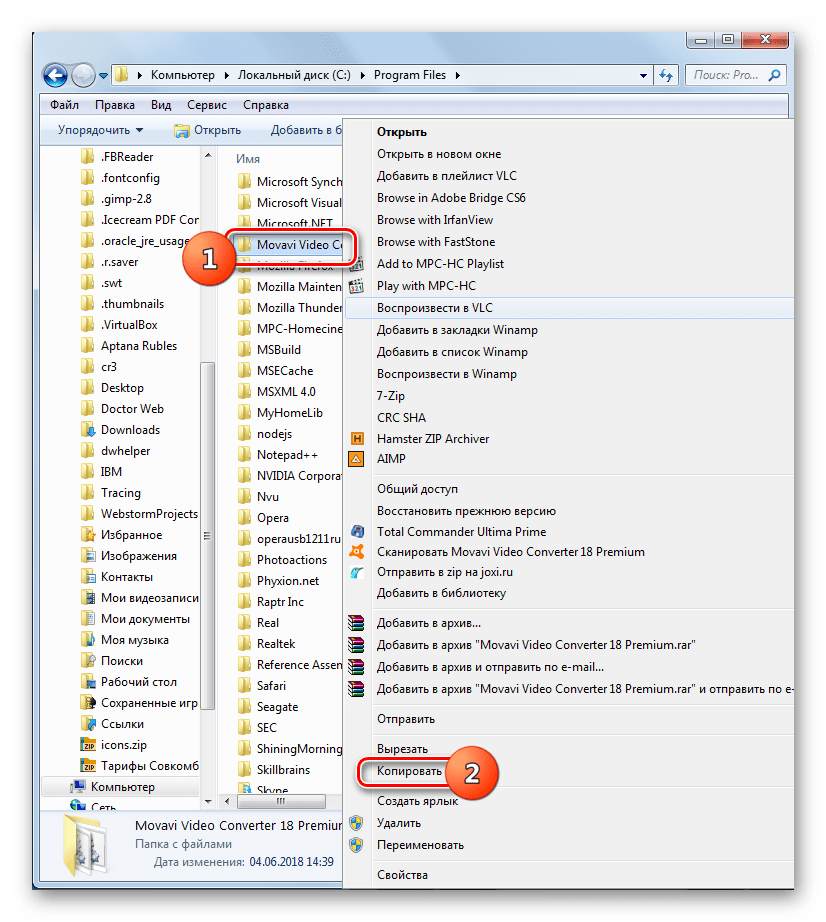 Компьютер Локальный диск (C:) Program Files
Поиск: Pro...
Файл Правка Вид Сервис Справка
Упорядочить Открыть Добавить в б
.FBReader
.fontconfig
.gimp-2.8
.Icecream PDF Cor
.oracle_jre_usage
.r.saver
.swt
.thumbnails
.VirtualBox
Aptana Rubles
cr3
Desktop
Doctor Web
Downloads
dwhelper
IBM
Tracing
WebstormProjects
Избранное
Изображения
Контакты
Мои видеозаписи
Мои документы
Моя музыка
Поиски
Рабочий стол
Сохраненные игр
Ссылки
icons.zip
Тарифы Совкомб
Компьютер
Сеть
Имя
Microsoft Synch
Microsoft Visual
Microsoft.NET
Movavi Video Co
1
Mozilla Firefox
Mozilla Mainten
Mozilla Thunder
MPC-Homecine
MSBuild
MSECache
MSXML 4.0
MyHomeLib
nodejs
Notepad++
NVIDIA Corpora
Nvu
Opera
operausb1211ru
Photoactions
Phyxion.net
Raptr Inc
Real
Realtek
Reference Assen
Safari
Seagate
SEC
ShiningMorning
Skillbrains
Skype
Открыть
Открыть в новом окне
Добавить в плейлист VLC
Browse in Adobe Bridge CS6
Browse with IrfanView
Browse with FastStone
Add to MPC-HC Playlist
Play with MPC-HC
Воспроизвести в VLC
Добавить в закладки Winamp
Добавить в список Winamp
Воспроизвести в Winamp
7-Zip
CRC SHA
Hamster ZIP Archiver
AIMP
Общий доступ
Восстановить прежнюю версию
Total Commander Ultima Prime
Сканировать Movavi Video Converter 18 Premium
Отправить в zip на joxi.ru
Добавить в библиотеку
Добавить в архив...
Добавить в архив "Movavi Video Converter 18 Premium.rar"
Добавить в архив и отправить по e-mail...
Добавить в архив "Movavi Video Converter 18 Premium.rar" и отправить по e-
Отправить
Вырезать
Копировать
2
Создать ярлык
Удалить
Переименовать
Свойства
Movavi Video Converter 18 Premiur
Папка с файлами
Дата изменения: 04.06.2018 14:39